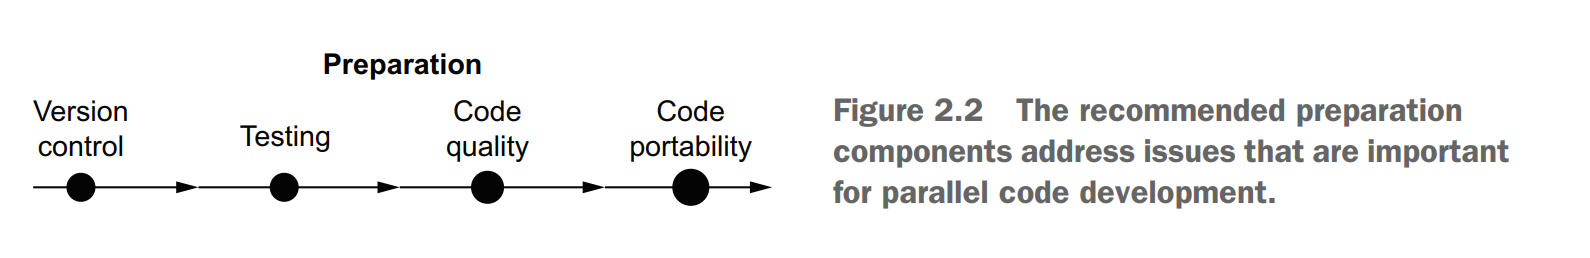 Preparation
Version
control
Testing
Code
quality
Code
portability
Figure 2.2 The recommended preparation
components address issues that are important
for parallel code development.